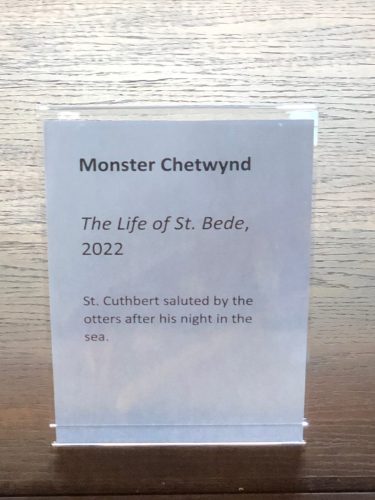 Monster Chetwynd
The Life of St. Bede,
2022
St. Cuthbert saluted by the
otters after his night in the
sea.